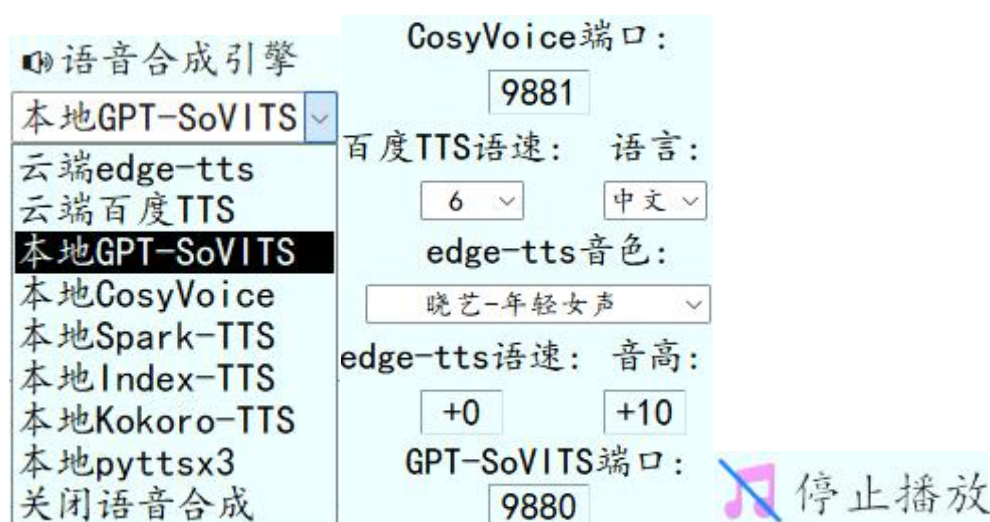 语音合成引擎
本地GPT-SoVITS
云端edge-tts
云端百度TTS
本地GPT-SoVITS
本地CosyVoice
本地Spark-TTS
本地Index-TTS
本地Kokoro-TTS
本地pyttsx3
关闭语音合成
CosyVoice端口:
9881
百度TTS语速: 语言:
6 中文
edge-tts音色:
晓艺-年轻女声
edge-tts语速: 音高:
+0 +10
GPT-SoVITS端口:
9880
停止播放